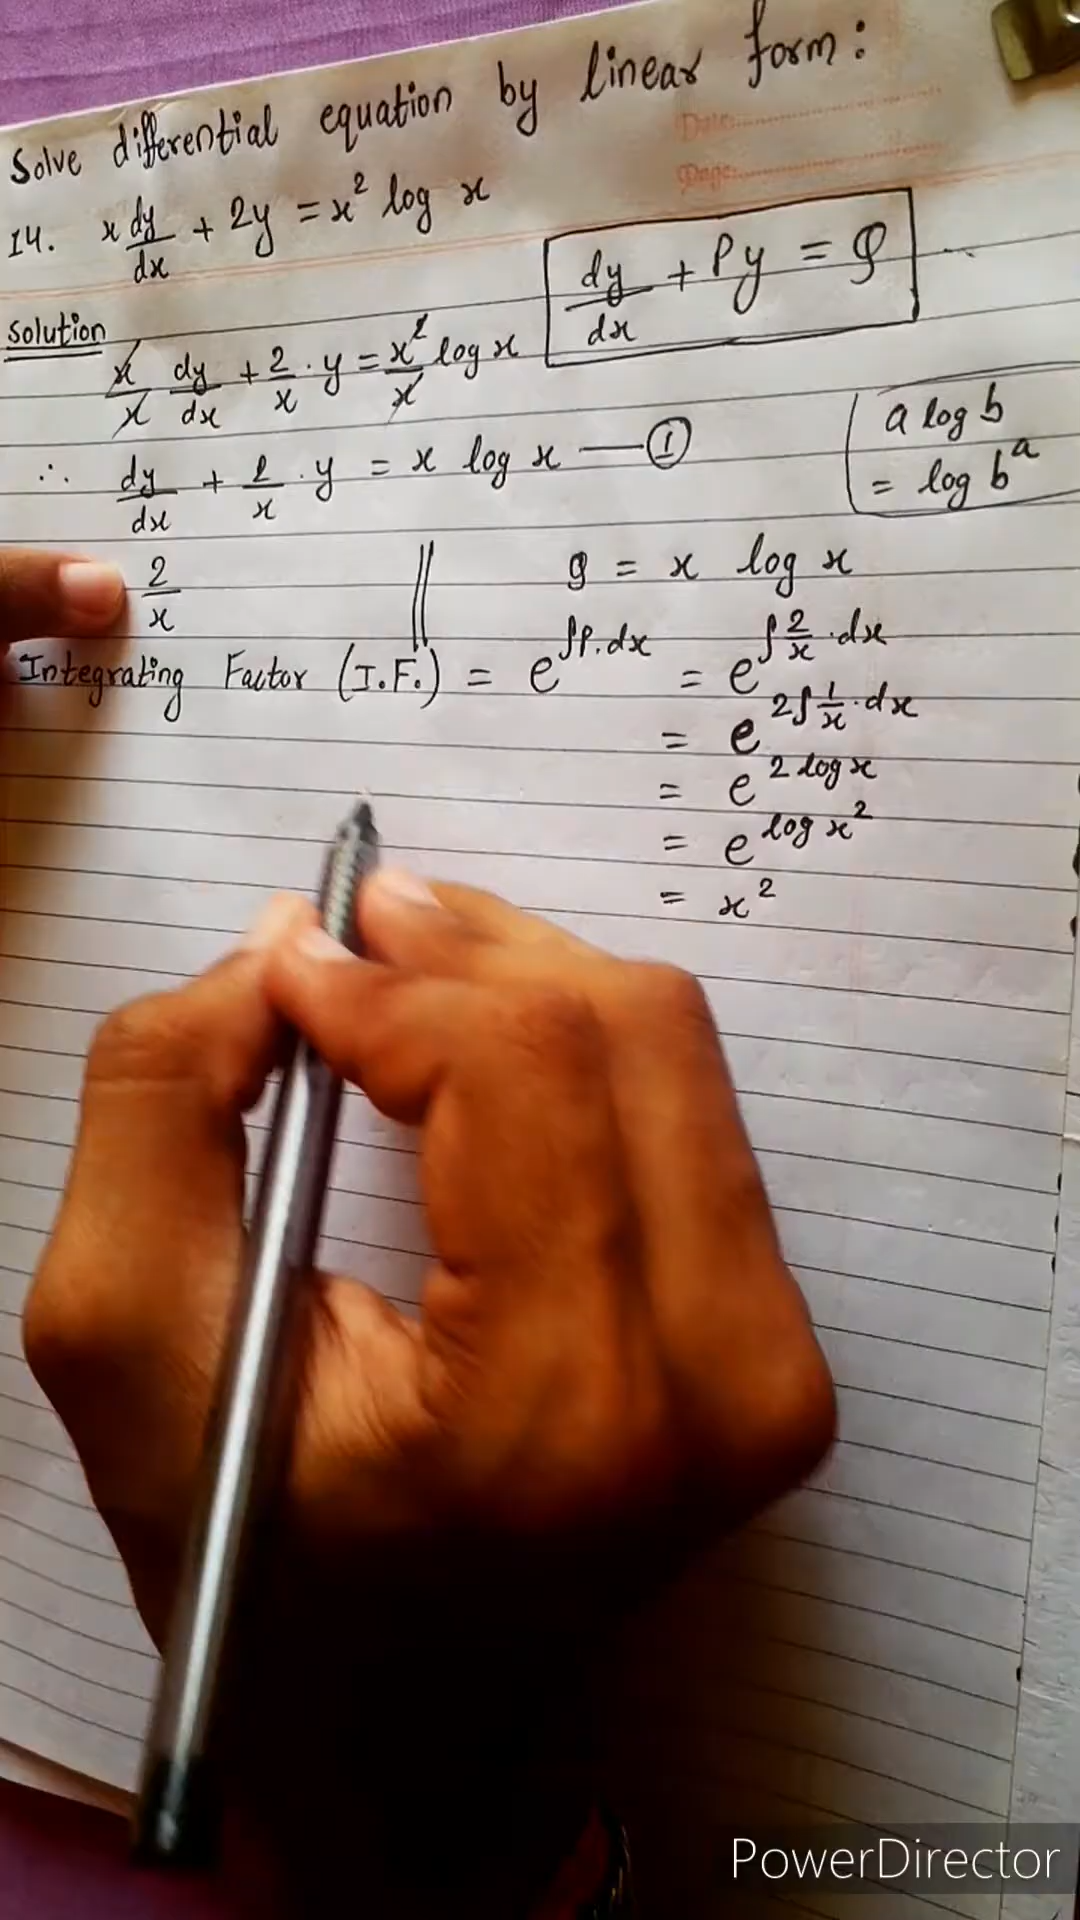 Solve differential equation by linear form:
Date:
Page:
14. x dy/dx + 2y = x² log x
dy/dx + Py = Q
Solution
x/x dy/dx + 2/x · y = x²/x log x
a log b
= log b^a
∴ dy/dx + 2/x · y = x log x — ①
2/x || Q = x log x
Integrating Factor (I.F.) = e^∫P.dx = e^∫2/x·dx
= e^2∫1/x·dx
= e^2 log x
= e^log x²
= x²
PowerDirector